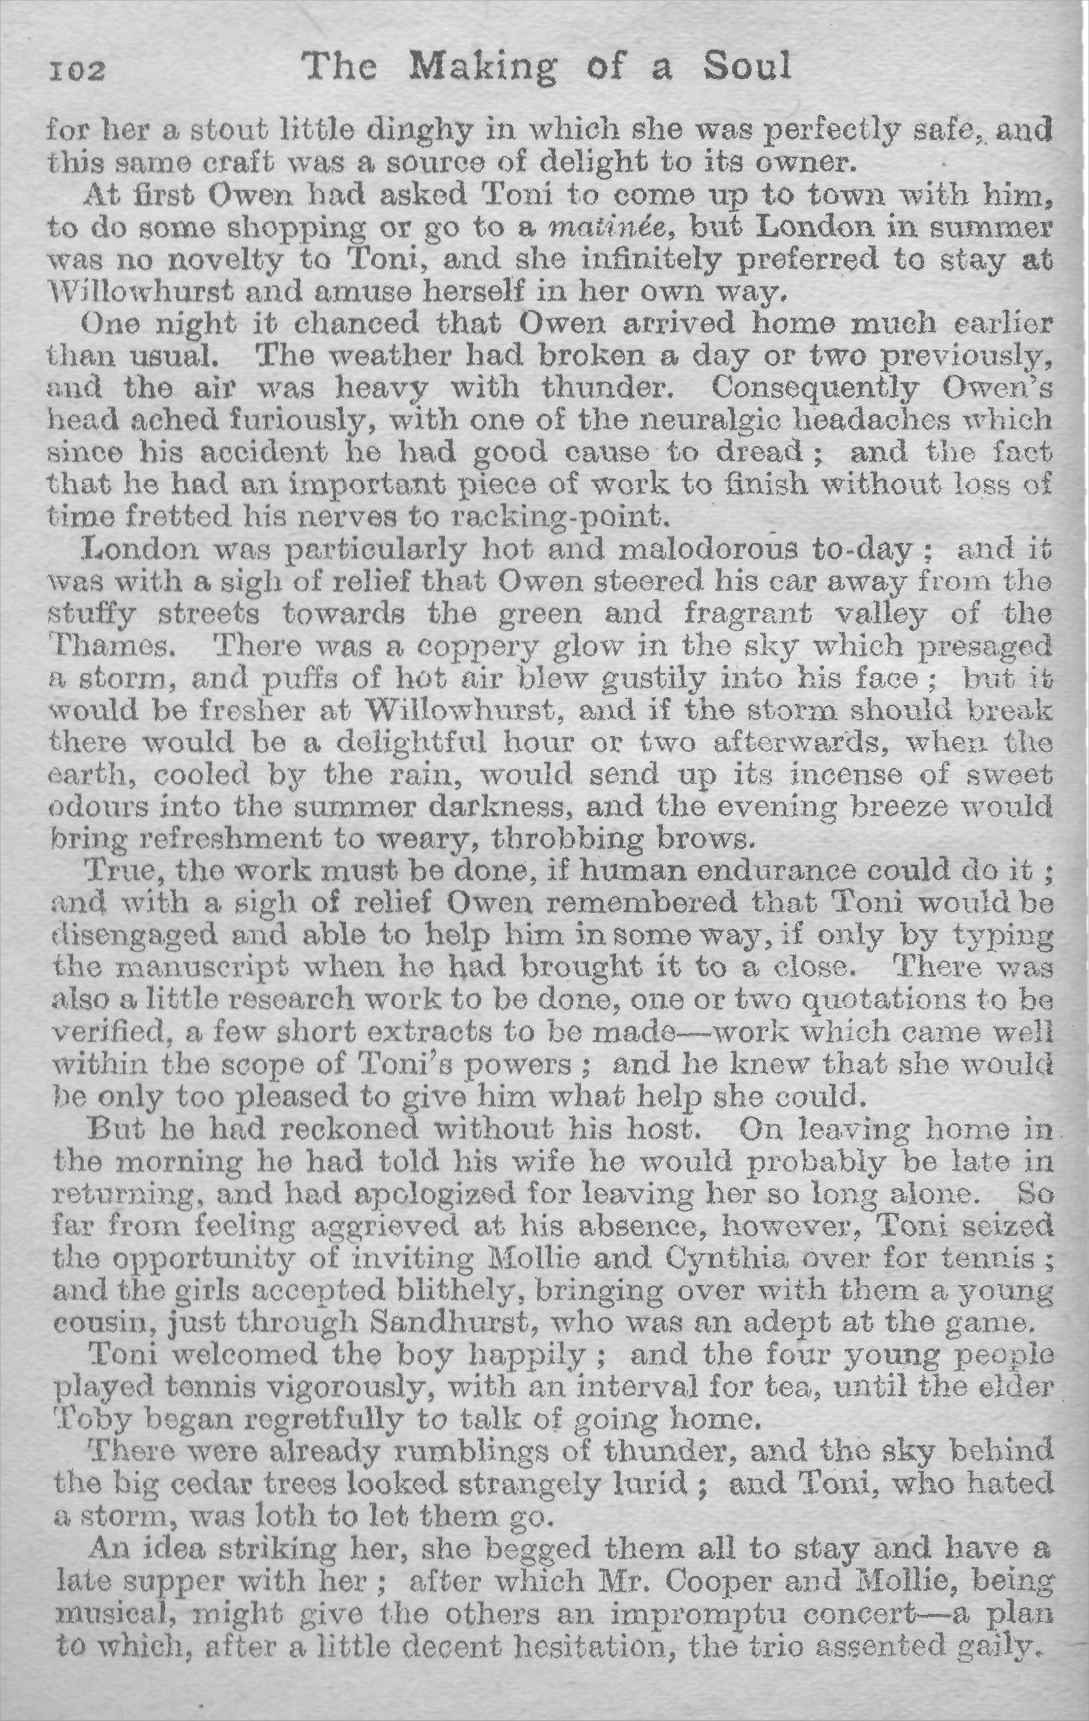 102 The Making of a Soul
for her a stout little dinghy in which she was perfectly safe, and
this same craft was a source of delight to its owner.
At first Owen had asked Toni to come up to town with him,
to do some shopping or go to a matinée, but London in summer
was no novelty to Toni, and she infinitely preferred to stay at
Willowhurst and amuse herself in her own way.
One night it chanced that Owen arrived home much earlier
than usual. The weather had broken a day or two previously,
and the air was heavy with thunder. Consequently Owen's
head ached furiously, with one of the neuralgic headaches which
since his accident he had good cause to dread ; and the fact
that he had an important piece of work to finish without loss of
time fretted his nerves to racking-point.
London was particularly hot and malodorous to-day ; and it
was with a sigh of relief that Owen steered his car away from the
stuffy streets towards the green and fragrant valley of the
Thames. There was a coppery glow in the sky which presaged
a storm, and puffs of hot air blew gustily into his face ; but it
would be fresher at Willowhurst, and if the storm should break
there would be a delightful hour or two afterwards, when the
earth, cooled by the rain, would send up its incense of sweet
odours into the summer darkness, and the evening breeze would
bring refreshment to weary, throbbing brows.
True, the work must be done, if human endurance could do it ;
and with a sigh of relief Owen remembered that Toni would be
disengaged and able to help him in some way, if only by typing
the manuscript when he had brought it to a close. There was
also a little research work to be done, one or two quotations to be
verified, a few short extracts to be made—work which came well
within the scope of Toni's powers ; and he knew that she would
be only too pleased to give him what help she could.
But he had reckoned without his host. On leaving home in
the morning he had told his wife he would probably be late in
returning, and had apologized for leaving her so long alone. So
far from feeling aggrieved at his absence, however, Toni seized
the opportunity of inviting Mollie and Cynthia over for tennis ;
and the girls accepted blithely, bringing over with them a young
cousin, just through Sandhurst, who was an adept at the game.
Toni welcomed the boy happily ; and the four young people
played tennis vigorously, with an interval for tea, until the elder
Toby began regretfully to talk of going home.
There were already rumblings of thunder, and the sky behind
the big cedar trees looked strangely lurid ; and Toni, who hated
a storm, was loth to let them go.
An idea striking her, she begged them all to stay and have a
late supper with her ; after which Mr. Cooper and Mollie, being
musical, might give the others an impromptu concert—a plan
to which, after a little decent hesitation, the trio assented gaily.